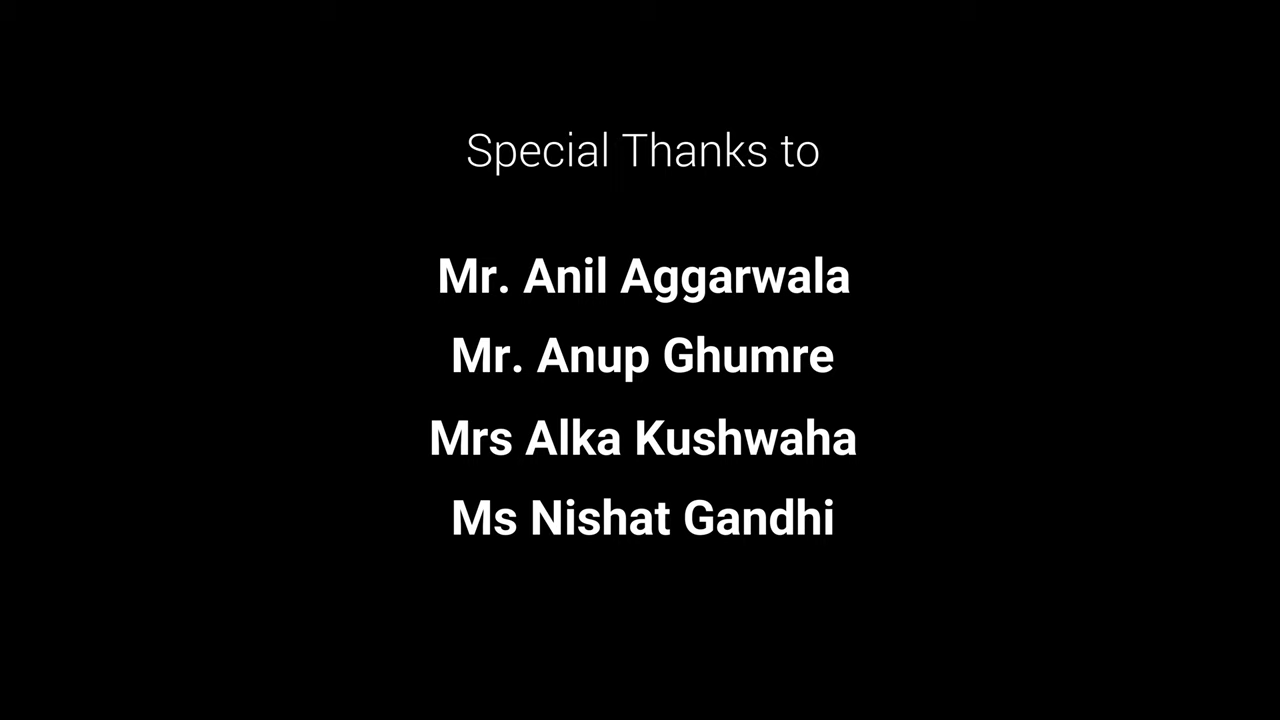 Special Thanks to
Mr. Anil Aggarwala
Mr. Anup Ghumre
Mrs Alka Kushwaha
Ms Nishat Gandhi